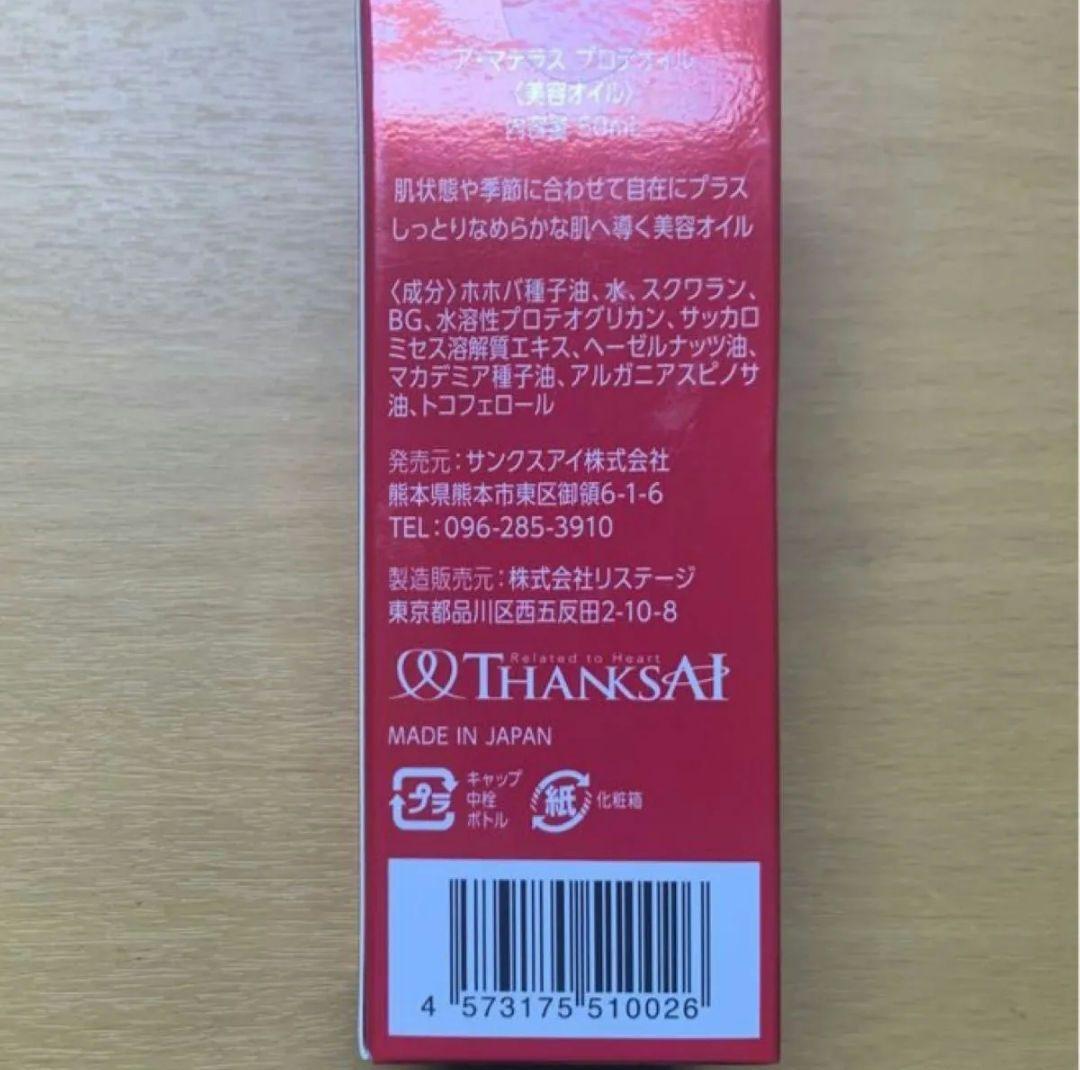 ア・マテラス プロテオイル
〈美容オイル〉
内容量 50mL
肌状態や季節に合わせて自在にプラス
しっとりなめらかな肌へ導く美容オイル
〈成分〉ホホバ種子油、水、スクワラン、
BG、水溶性プロテオグリカン、サッカロ
ミセス溶解質エキス、ヘーゼルナッツ油、
マカデミア種子油、アルガニアスピノサ
油、トコフェロール
発売元:サンクスアイ株式会社
熊本県熊本市東区御領6-1-6
TEL:096-285-3910
製造販売元:株式会社リステージ
東京都品川区西五反田2-10-8
Related to Heart
THANKSAI
MADE IN JAPAN
プラ
キャップ
中栓
ボトル
紙
化粧箱
4 573175 510026